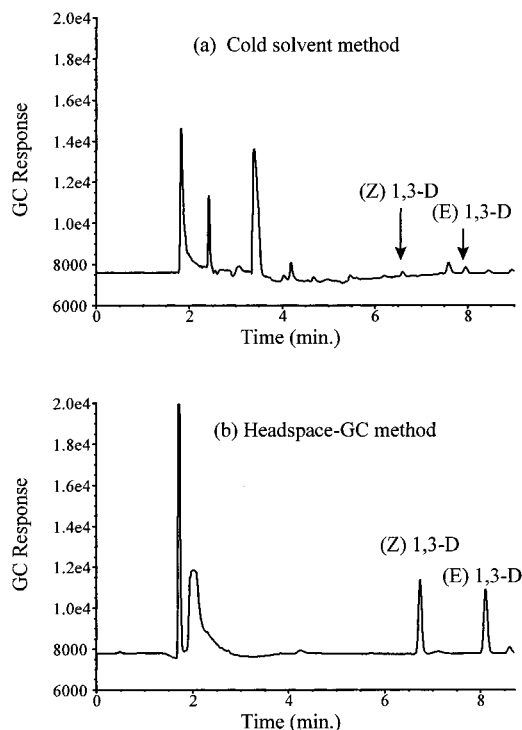 (a) Cold solvent method
GC Response
2.0e4
1.8e4
1.6e4
1.4e4
1.2e4
1.0e4
8000
6000
(Z) 1,3-D
(E) 1,3-D
0 2 4 6 8
Time (min.)
(b) Headspace-GC method
GC Response
2.0e4
1.8e4
1.6e4
1.4e4
1.2e4
1.0e4
8000
6000
(Z) 1,3-D
(E) 1,3-D
0 2 4 6 8
Time (min.)